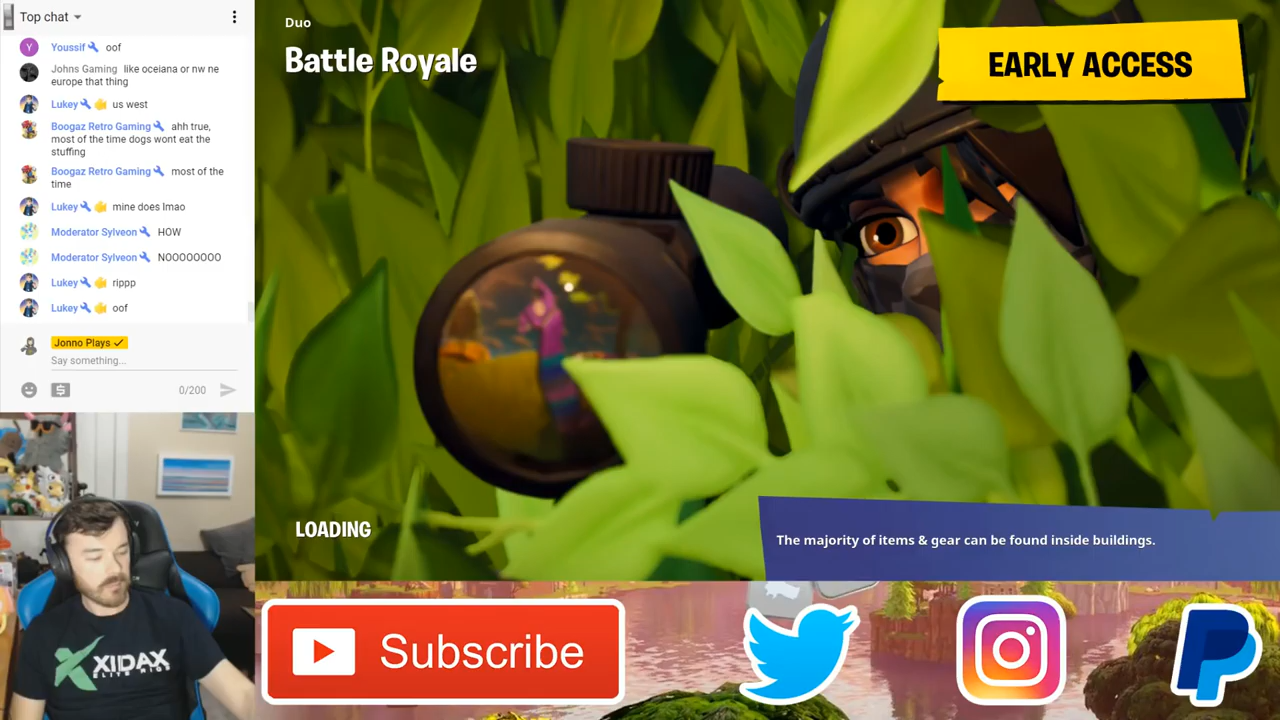 Top chat
Y Youssif oof
Johns Gaming like oceiana or nw ne
europe that thing
Lukey us west
Boogaz Retro Gaming ahh true,
most of the time dogs wont eat the
stuffing
Boogaz Retro Gaming most of the
time
Lukey mine does lmao
Moderator Sylveon HOW
Moderator Sylveon NOOOOOOOO
Lukey rippp
Lukey oof
Jonno Plays
Say something...
0/200
Duo
Battle Royale
EARLY ACCESS
LOADING
The majority of items & gear can be found inside buildings.
XIDAX
Subscribe